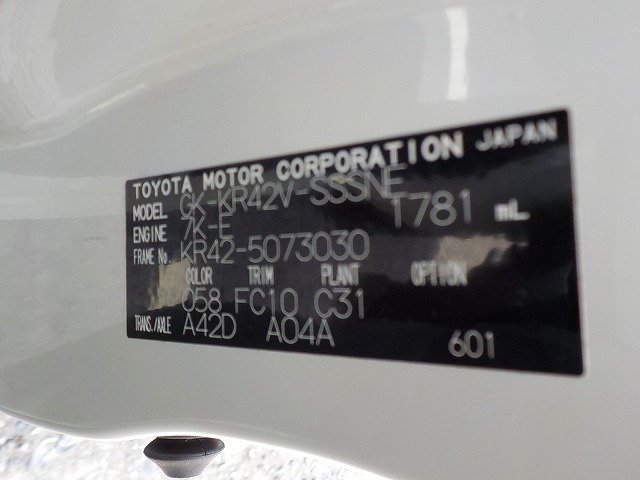 TOYOTA MOTOR CORPORATION JAPAN
MODEL GK-KR42V-SSSNE
ENGINE 7K-E 1781 mL
FRAME No. KR42-5073030
COLOR TRIM PLANT OPTION
058 FC10 C31
TRANS./AXLE A42D A04A
601